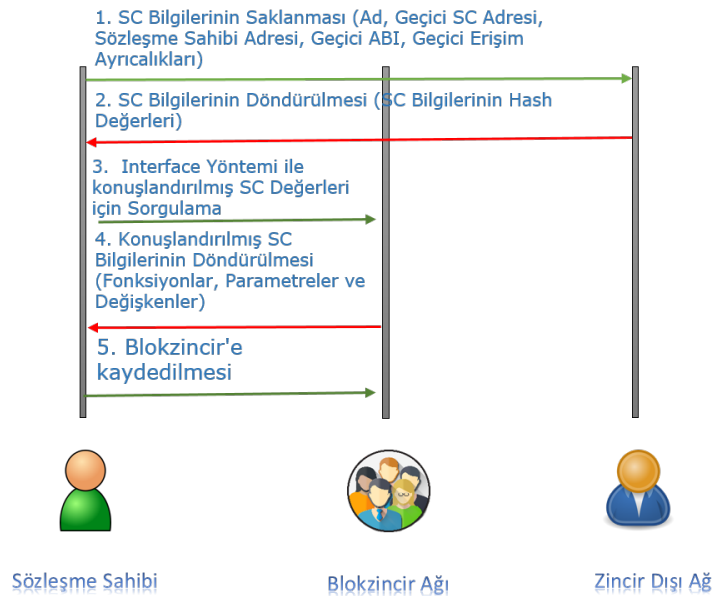 1. SC Bilgilerinin Saklanması (Ad, Geçici SC Adresi,
Sözleşme Sahibi Adresi, Geçici ABI, Geçici Erişim
Ayrıcalıkları)
2. SC Bilgilerinin Döndürülmesi (SC Bilgilerinin Hash
Değerleri)
3. Interface Yöntemi ile
konuşlandırılmış SC Değerleri
için Sorgulama
4. Konuşlandırılmış SC
Bilgilerinin Döndürülmesi
(Fonksiyonlar, Parametreler ve
Değişkenler)
5. Blokzincir'e
kaydedilmesi
Sözleşme Sahibi
Blokzincir Ağı
Zincir Dışı Ağ